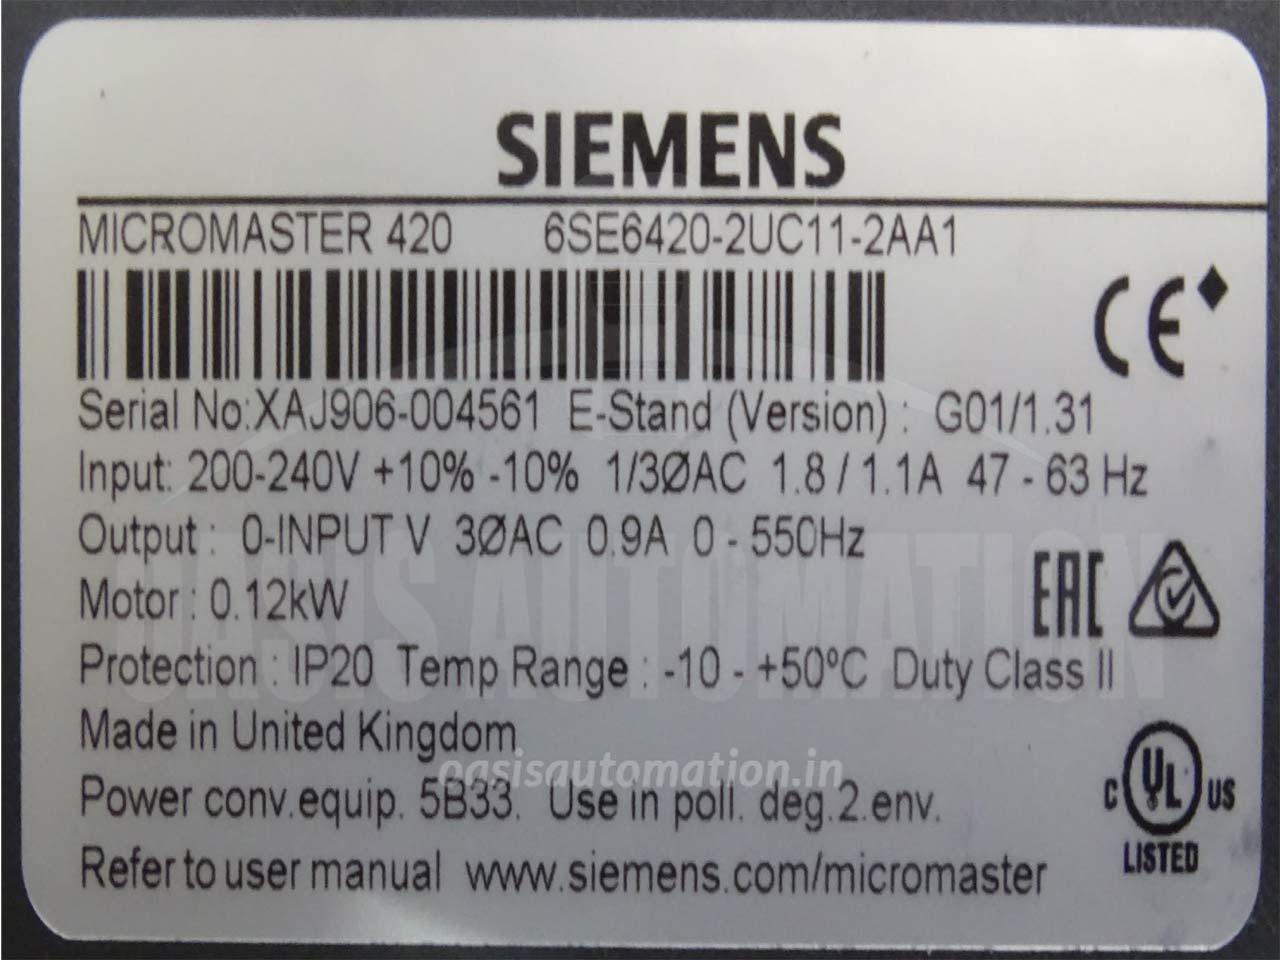 SIEMENS
MICROMASTER 420 6SE6420-2UC11-2AA1
CE
Serial No:XAJ906-004561 E-Stand (Version) : G01/1.31
Input: 200-240V +10% -10% 1/3ØAC 1.8 / 1.1A 47 - 63 Hz
Output : 0-INPUT V 3ØAC 0.9A 0 - 550Hz
OASIS AUTOMATION
Motor : 0.12kW
EAC
Protection : IP20 Temp Range : -10 - +50ºC Duty Class II
Made in United Kingdom
oasisautomation.in
Power conv.equip. 5B33. Use in poll. deg.2.env.
C UL US
LISTED
Refer to user manual www.siemens.com/micromaster